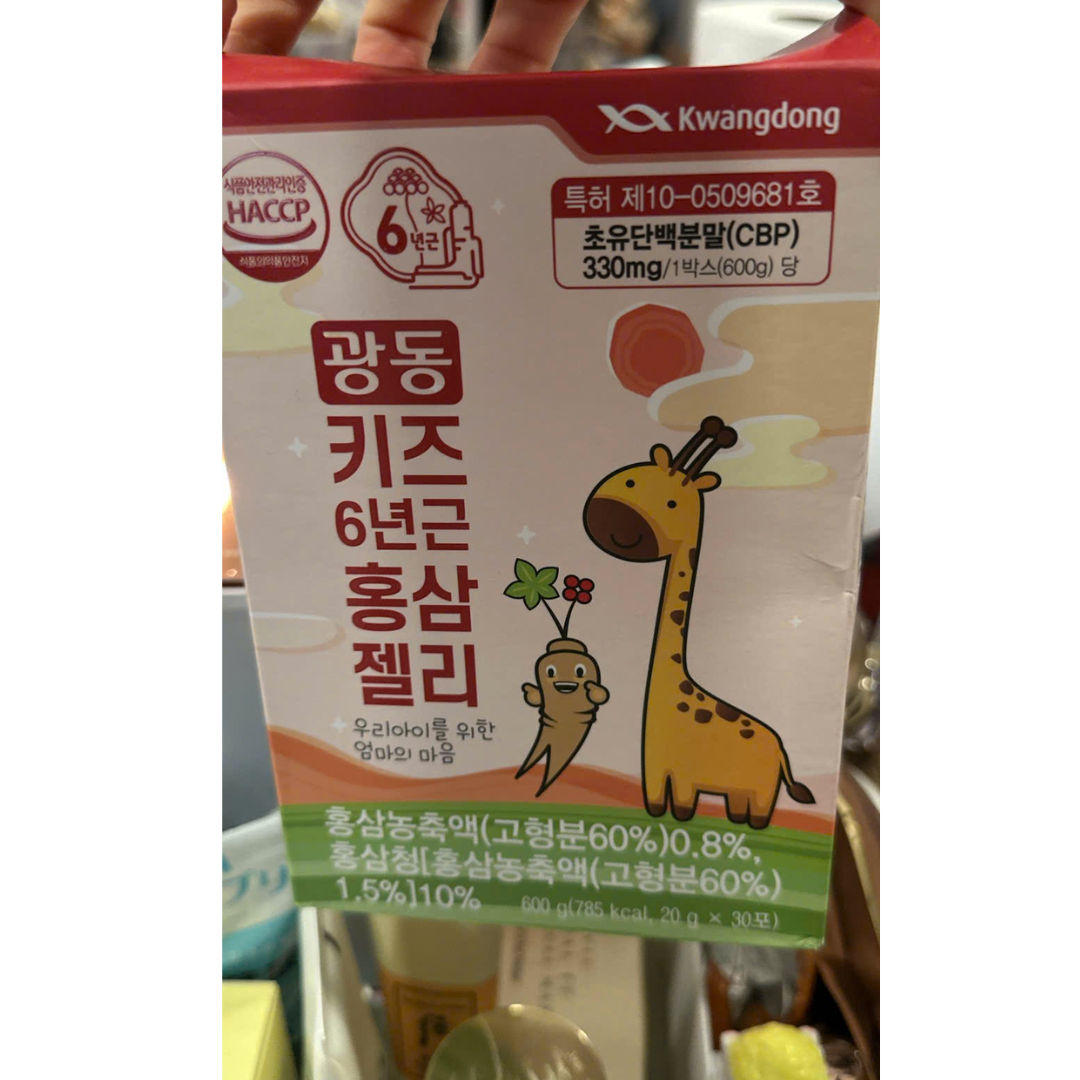 Kwangdong
식품안전관리인증
HACCP
식품의약품안전처
6년근
특허 제10-0509681호
초유단백분말(CBP)
330mg/1박스(600g) 당
광동
키즈
6년근
홍삼
젤리
우리아이를 위한
엄마의 마음
홍삼농축액(고형분60%)0.8%,
홍삼청[홍삼농축액(고형분60%)
1.5%]10%
600 g(785 kcal, 20 g × 30포)
プリ